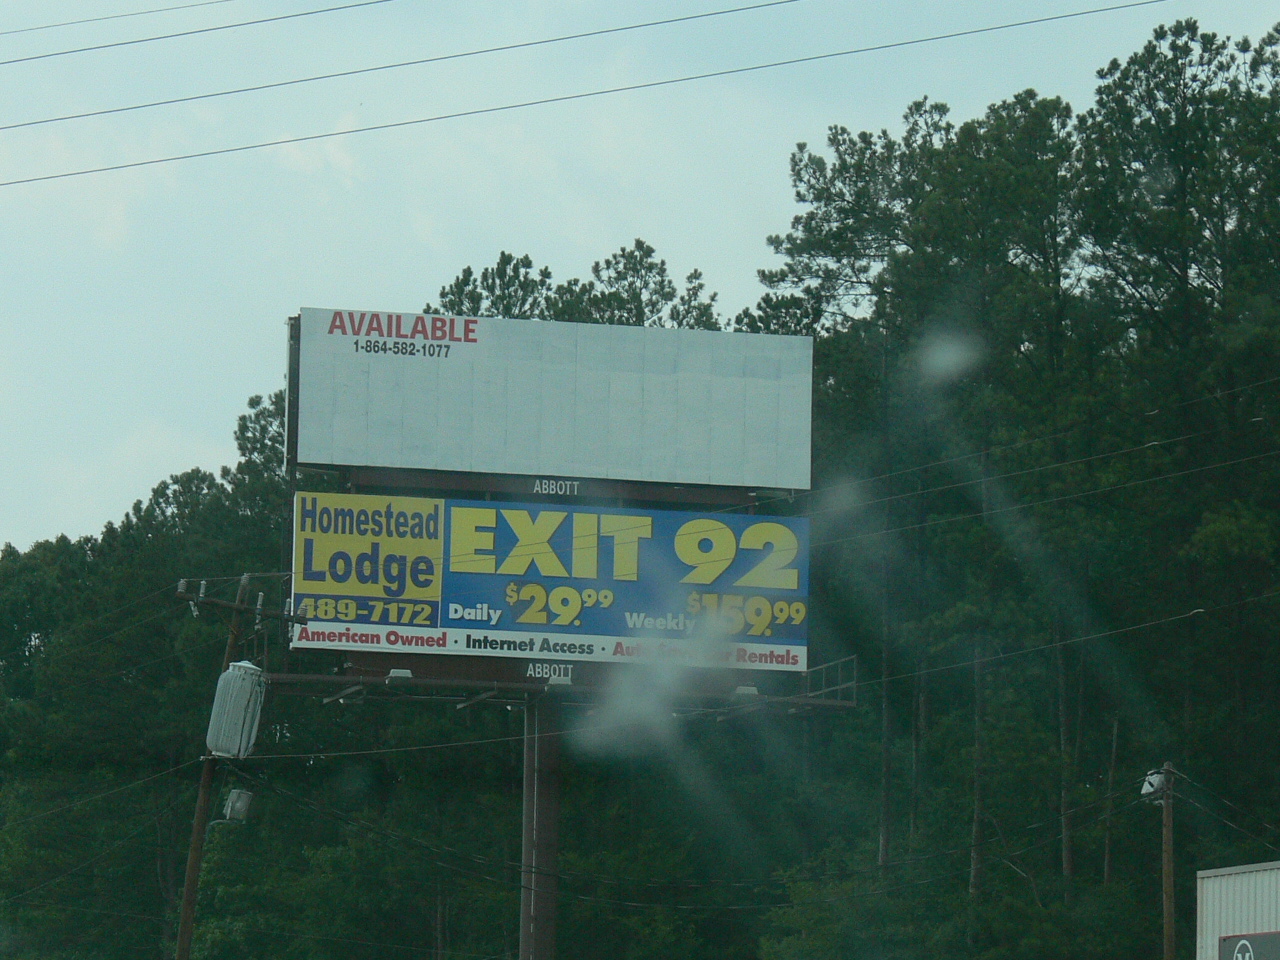 AVAILABLE
1-864-582-1077
ABBOTT
Homestead
Lodge
489-7172
EXIT 92
Daily $29.99 Weekly $159.99
American Owned · Internet Access · Auto Rentals
ABBOTT